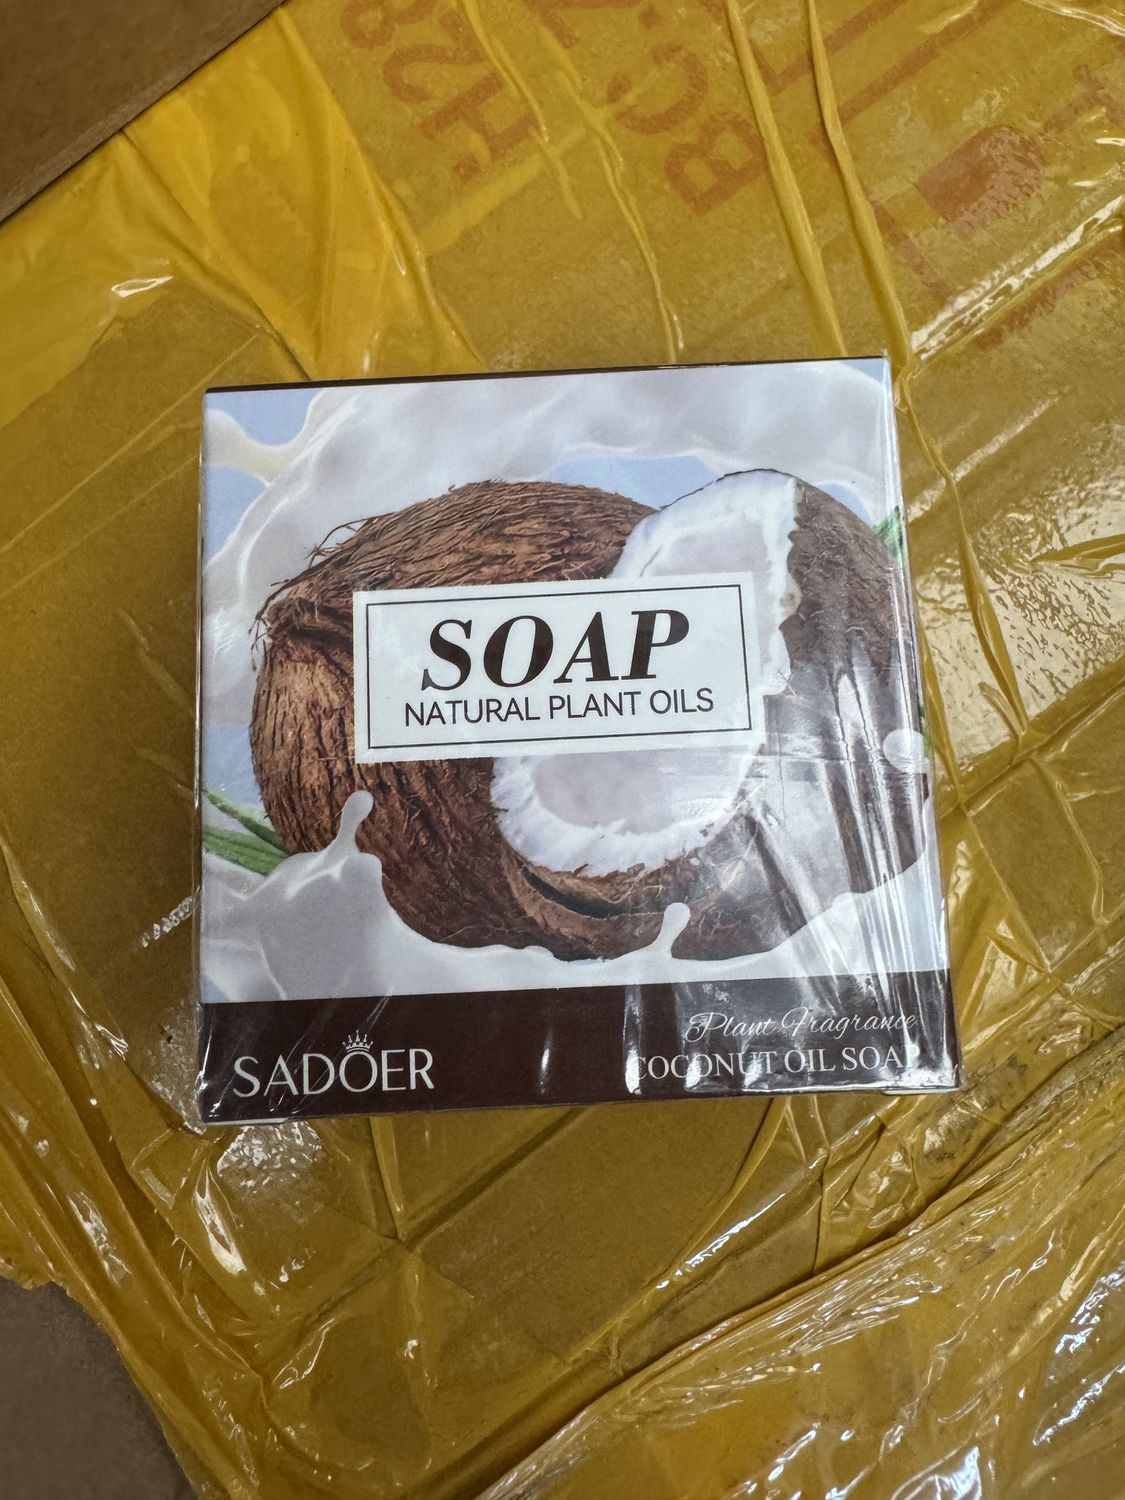 SOAP
NATURAL PLANT OILS
SADOER
Plant Fragrance
COCONUT OIL SOAP